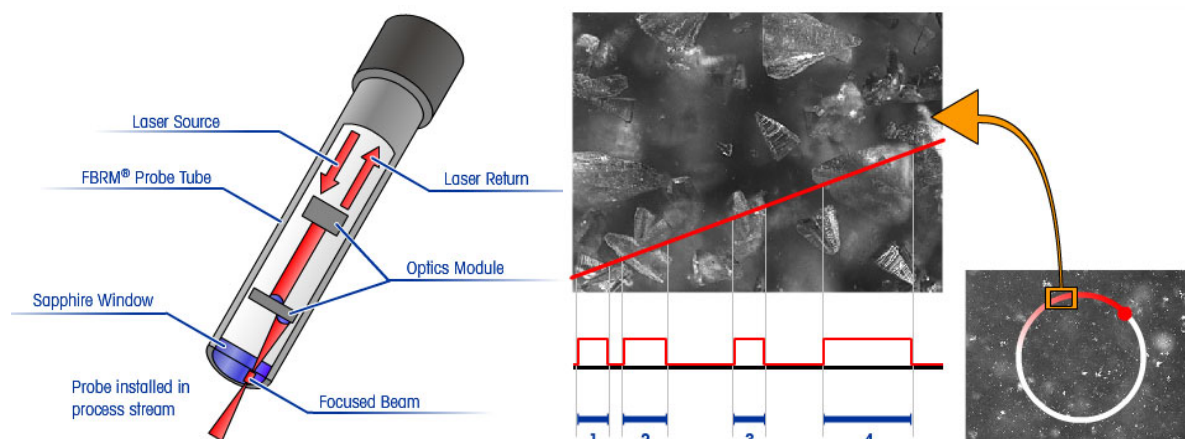 Laser Source
FBRM® Probe Tube
Laser Return
Optics Module
Sapphire Window
Probe installed in
process stream
Focused Beam
1 2 3 4